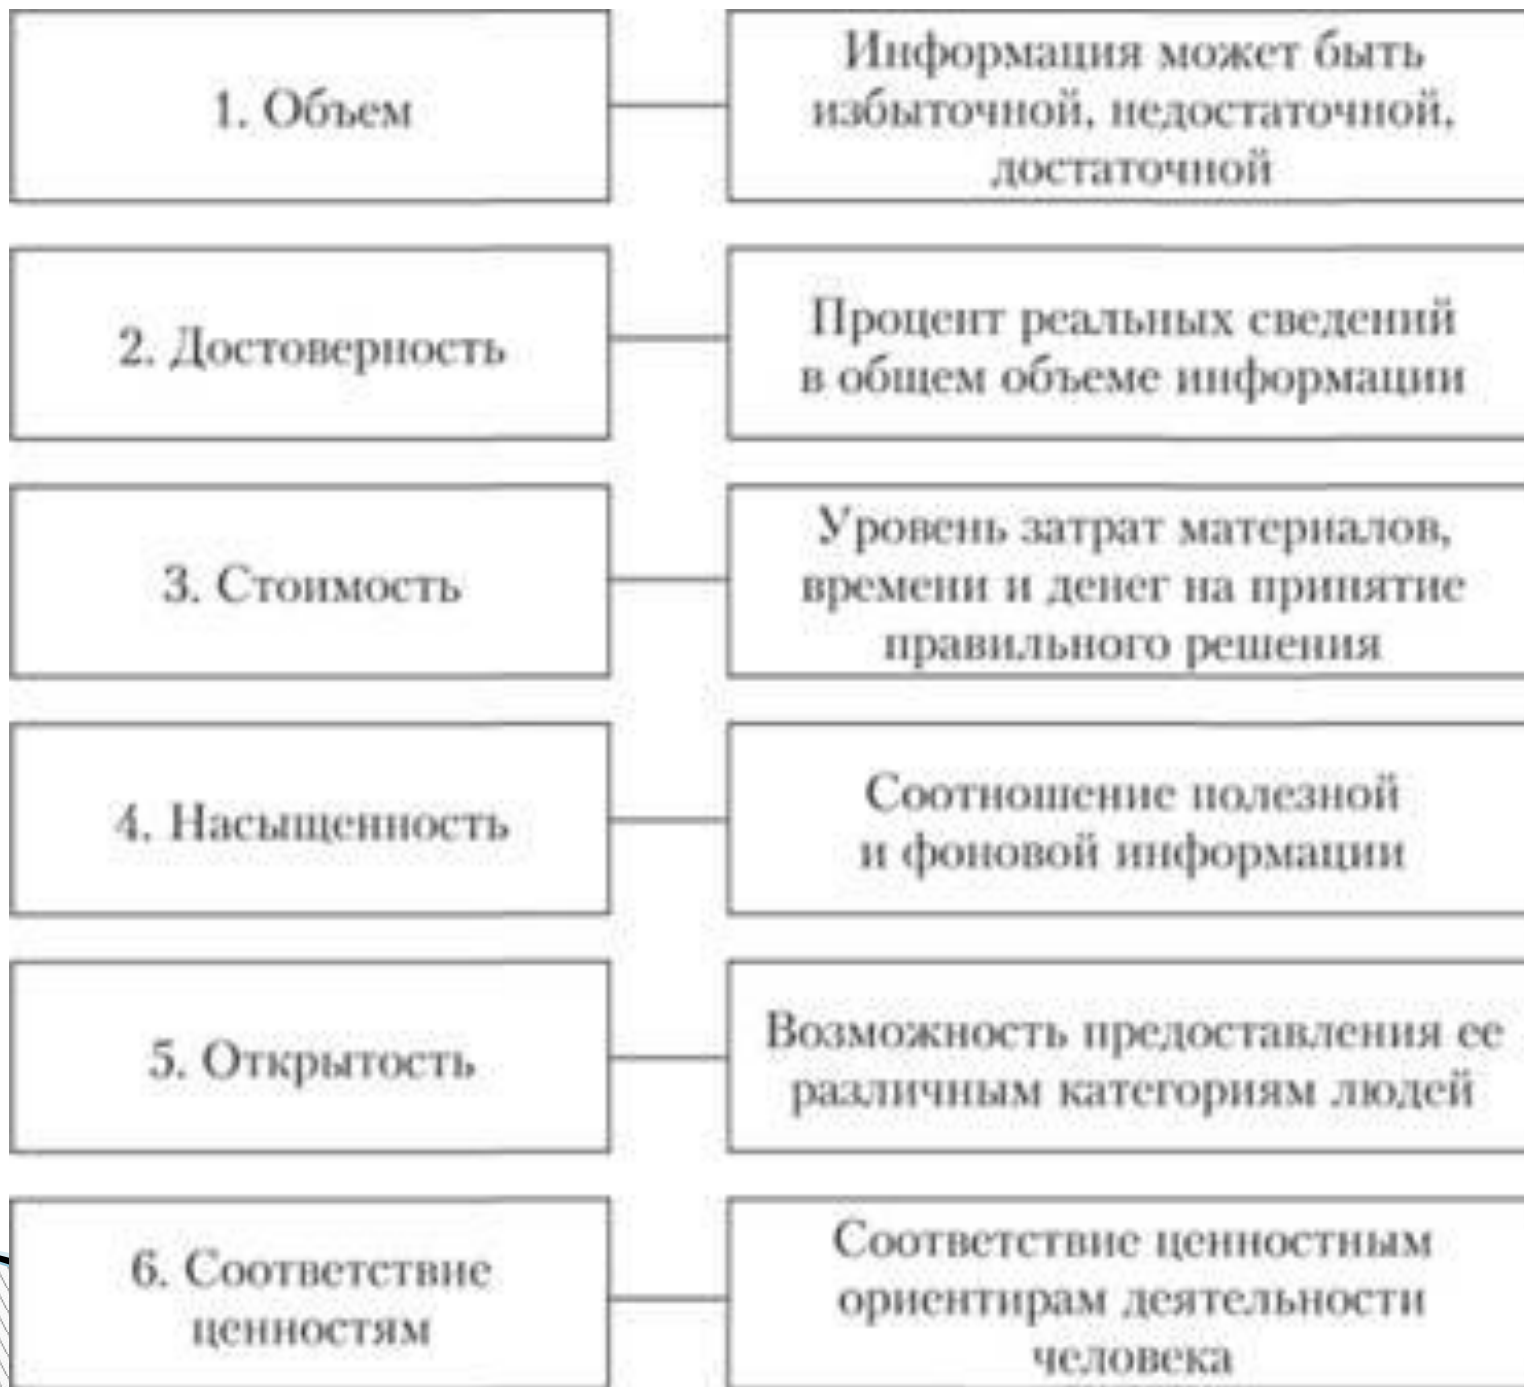 1. Объем
Информация может быть
избыточной, недостаточной,
достаточной
2. Достоверность
Процент реальных сведений
в общем объеме информации
3. Стоимость
Уровень затрат материалов,
времени и денег на принятие
правильного решения
4. Насыщенность
Соотношение полезной
и фоновой информации
5. Открытость
Возможность предоставления ее
различным категориям людей
6. Соответствие
ценностям
Соответствие ценностным
ориентирам деятельности
человека